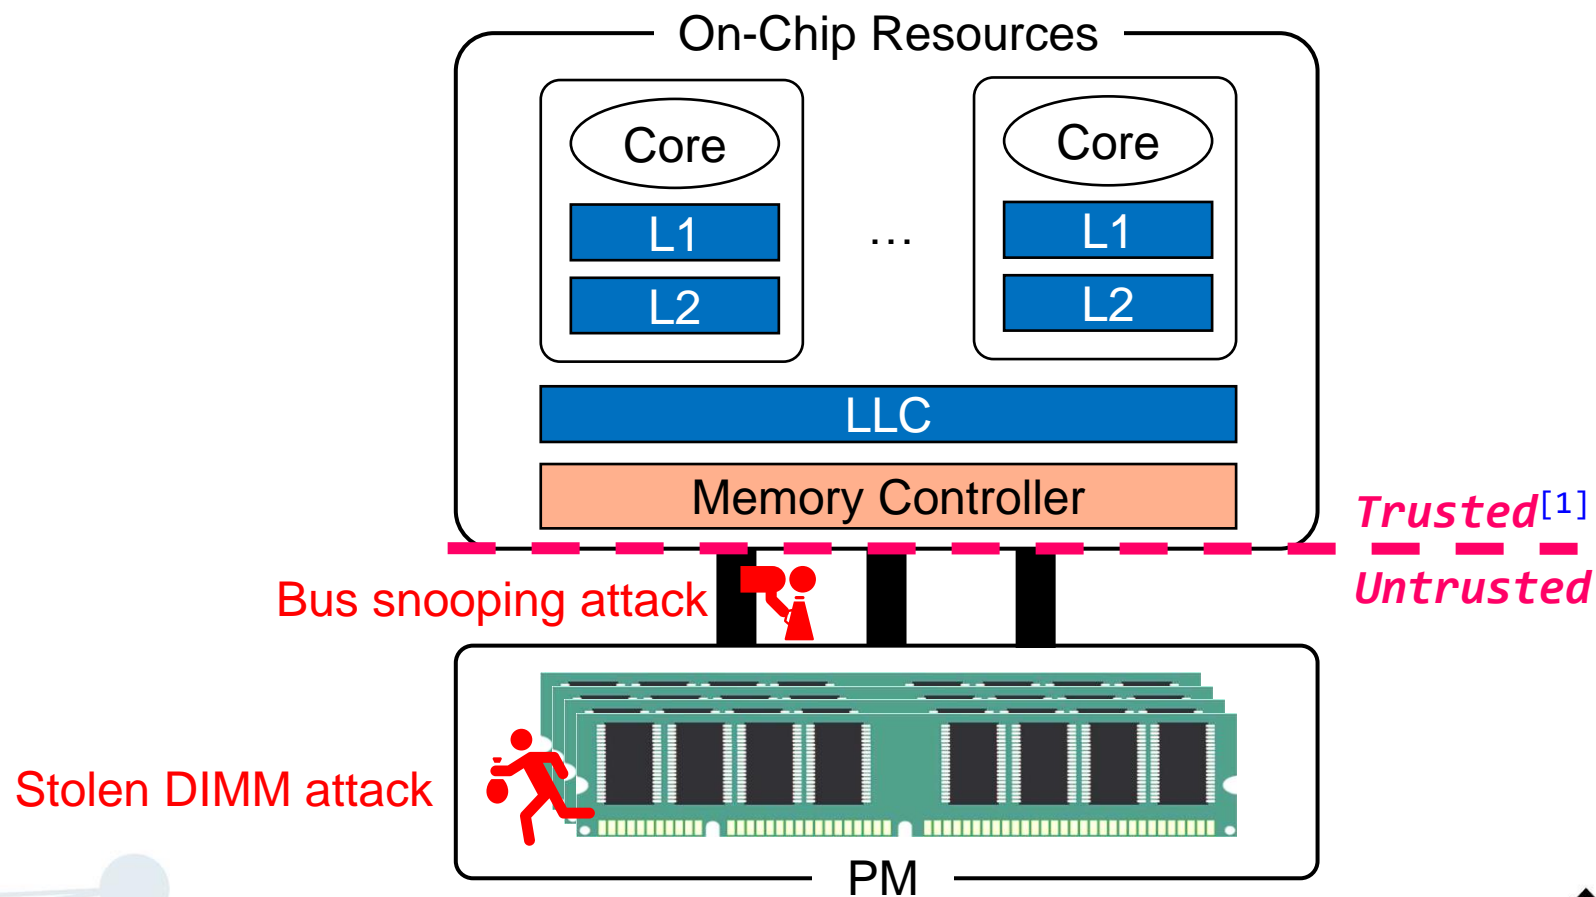 On-Chip Resources
Core
Core
L1
...
L1
L2
L2
LLC
Memory Controller
Trusted[1]
Untrusted
Bus snooping attack
Stolen DIMM attack
PM